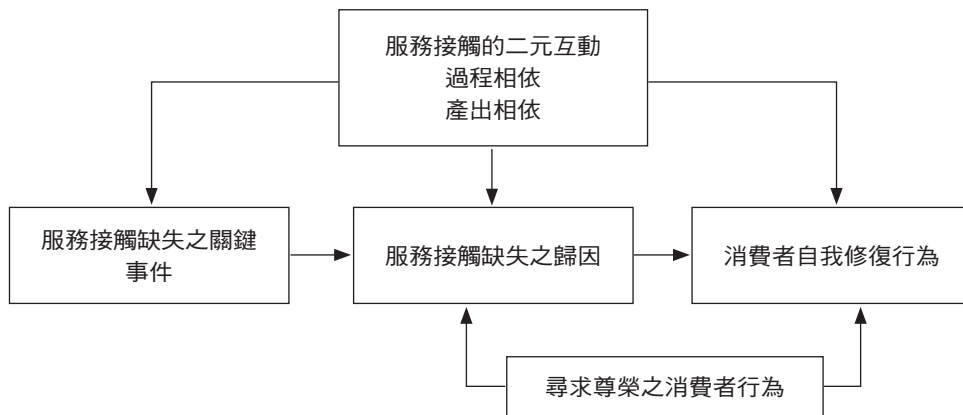 服務接觸的二元互動
過程相依
產出相依
服務接觸缺失之關鍵
事件
服務接觸缺失之歸因
消費者自我修復行為
尋求尊榮之消費者行為